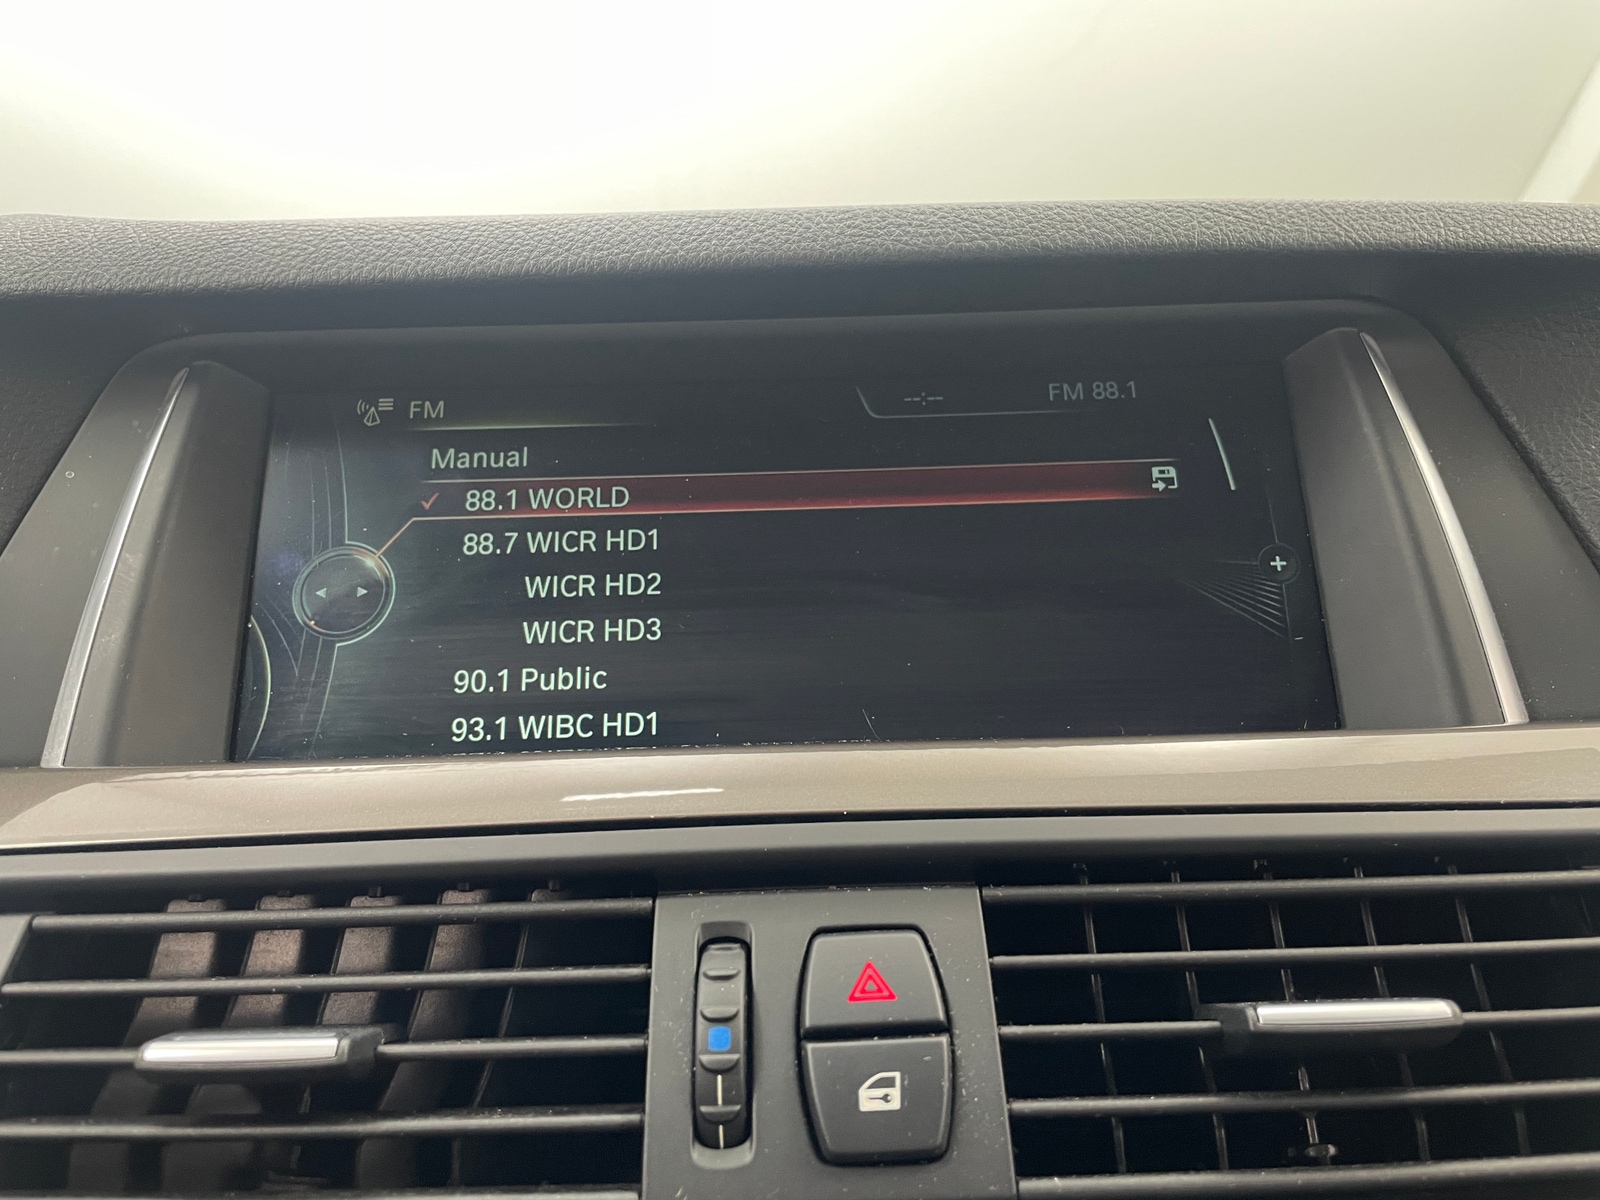 FM
--:--
FM 88.1
Manual
88.1 WORLD
88.7 WICR HD1
WICR HD2
WICR HD3
90.1 Public
93.1 WIBC HD1